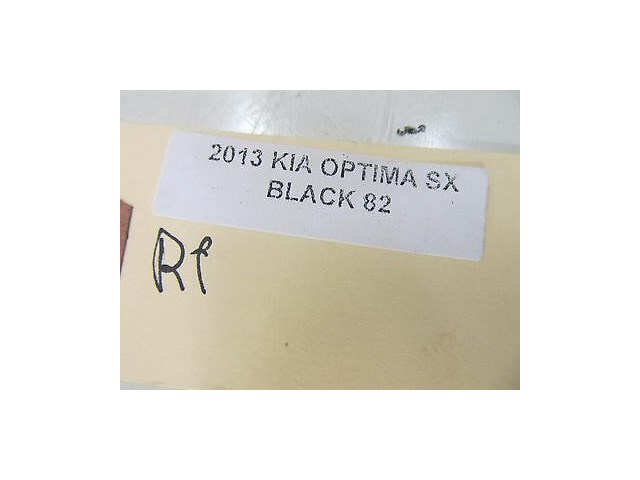 2013 KIA OPTIMA SX
BLACK 82
Rf